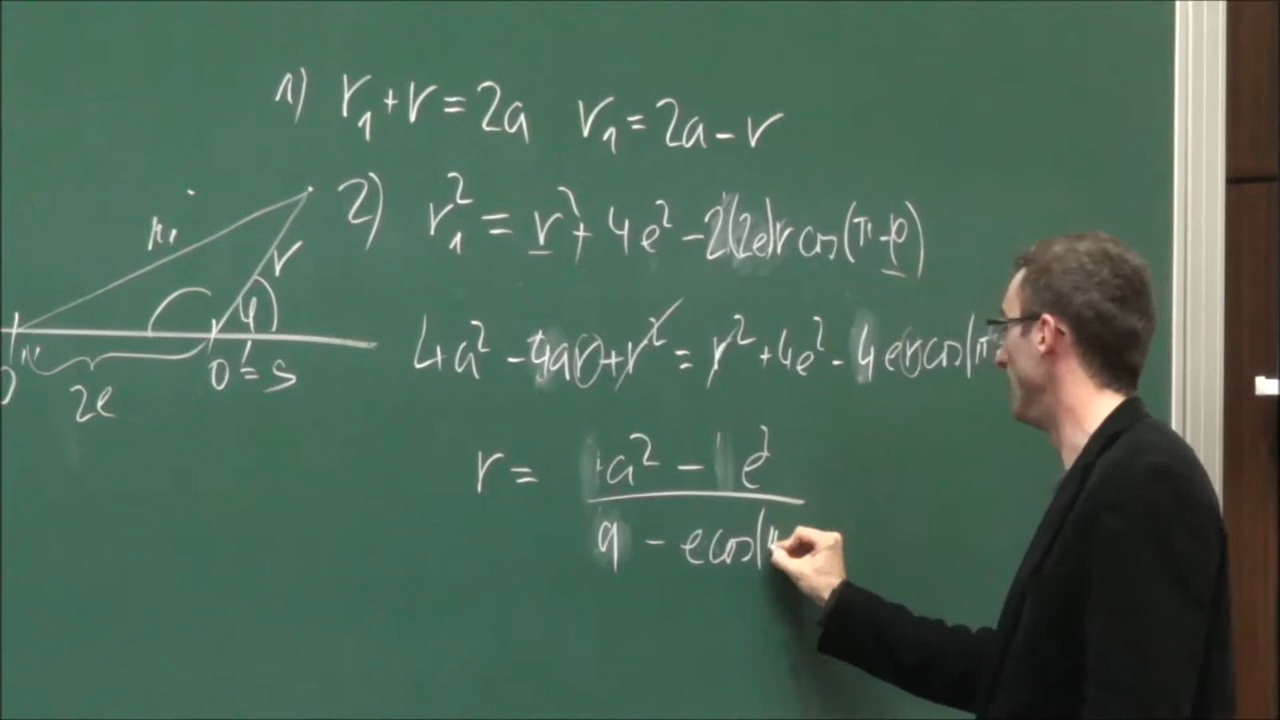 1) r₁+r=2a r₁=2a-r
2) r₁²=r²+4e²-2(2e)r cos(π-φ)
r₁
r
φ
4a²-4ar+r²=r²+4e²-4er cos(π
O'=S
2e
r= a²-e²
a-e cos(π